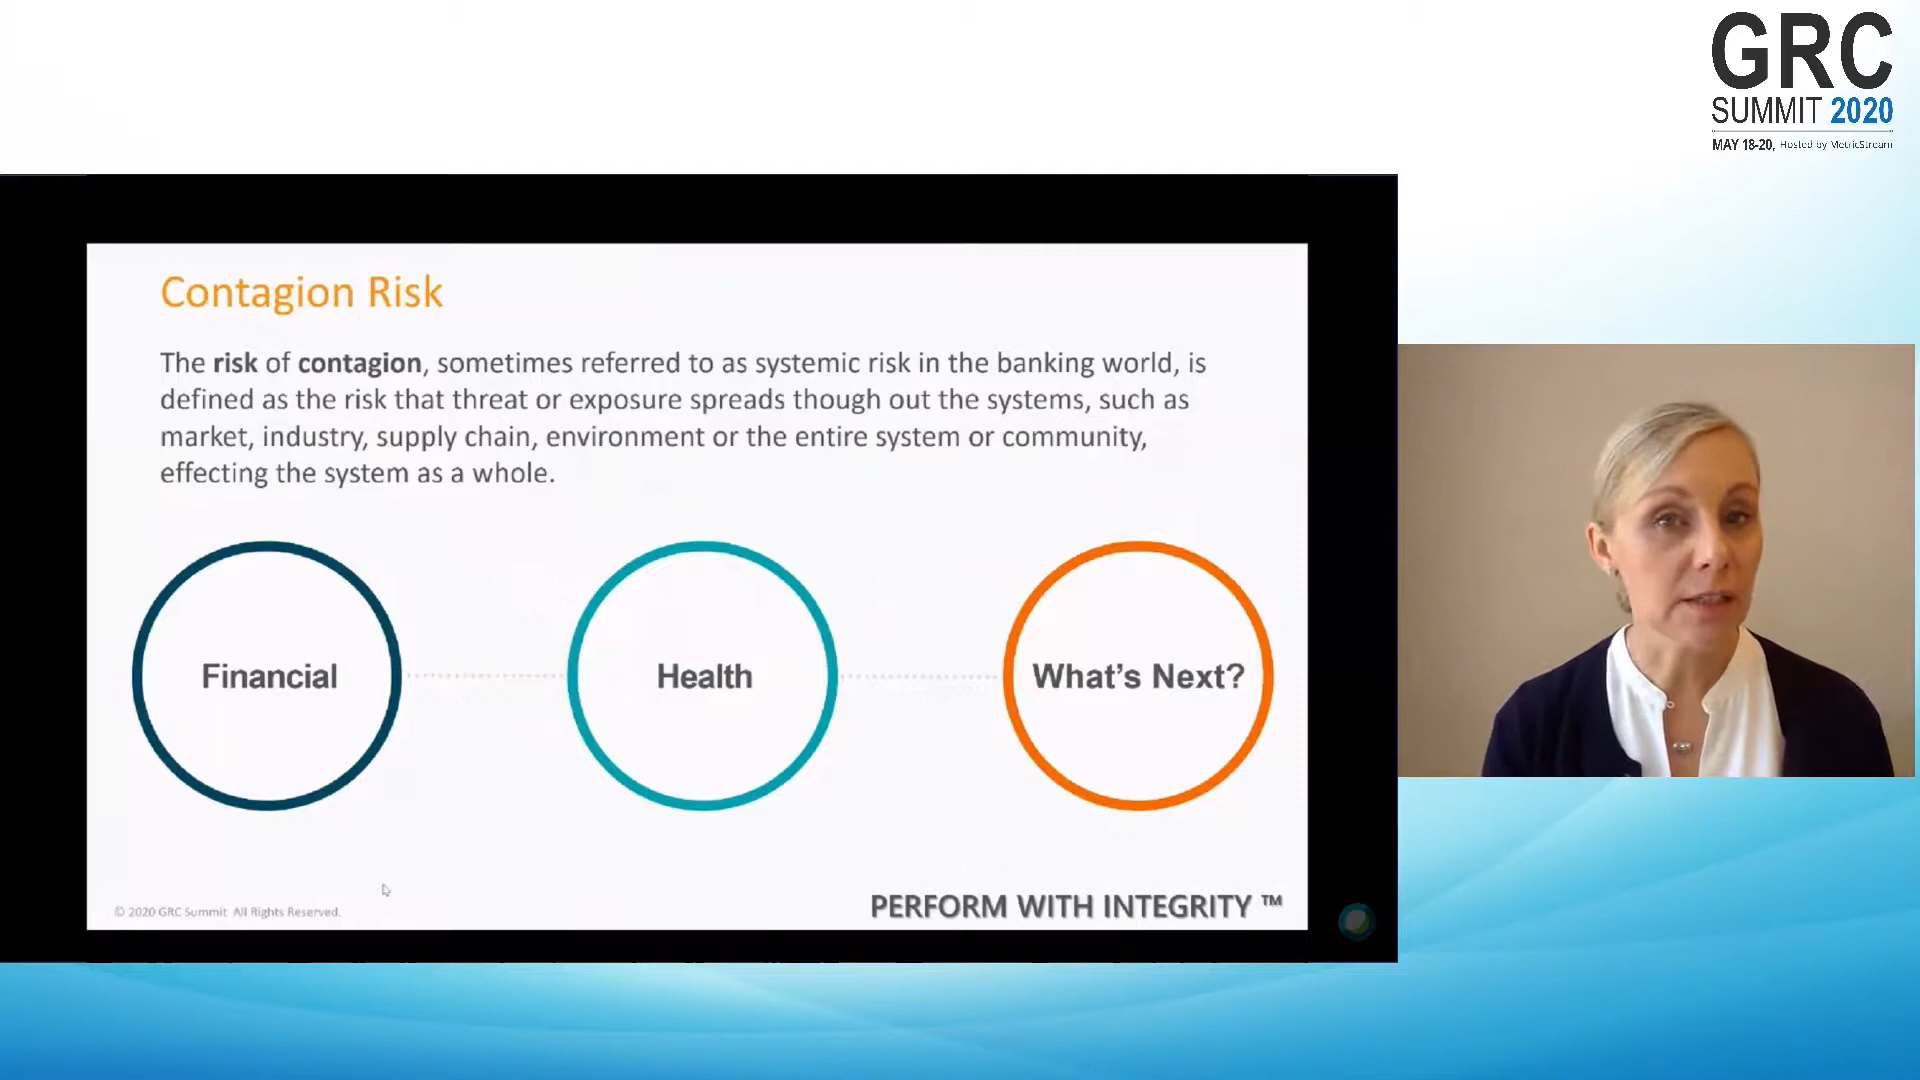 GRC
SUMMIT 2020
MAY 18-20, Hosted by MetricStream
Contagion Risk
The risk of contagion, sometimes referred to as systemic risk in the banking world, is
defined as the risk that threat or exposure spreads though out the systems, such as
market, industry, supply chain, environment or the entire system or community,
effecting the system as a whole.
Financial
Health
What's Next?
© 2020 GRC Summit All Rights Reserved.
PERFORM WITH INTEGRITY ™